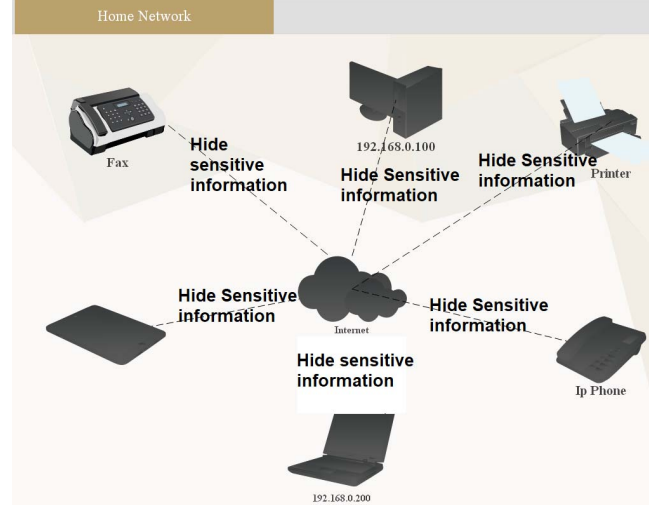 Home Network
192.168.0.100
Fax
Hide
sensitive
information
Hide Sensitive
information
Hide Sensitive
information
Printer
Hide Sensitive
information
Internet
Hide Sensitive
information
Ip Phone
Hide sensitive
information
192.168.0.200